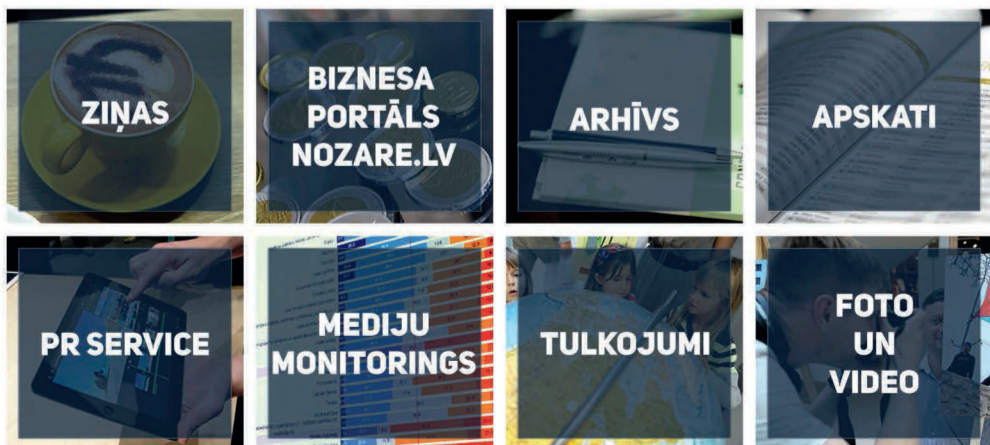 ZIŅAS
BIZNESA
PORTĀLS
NOZARE.LV
ARHĪVS
APSKATI
PR SERVICE
MEDIJU
MONITORINGS
TULKOJUMI
FOTO
UN
VIDEO